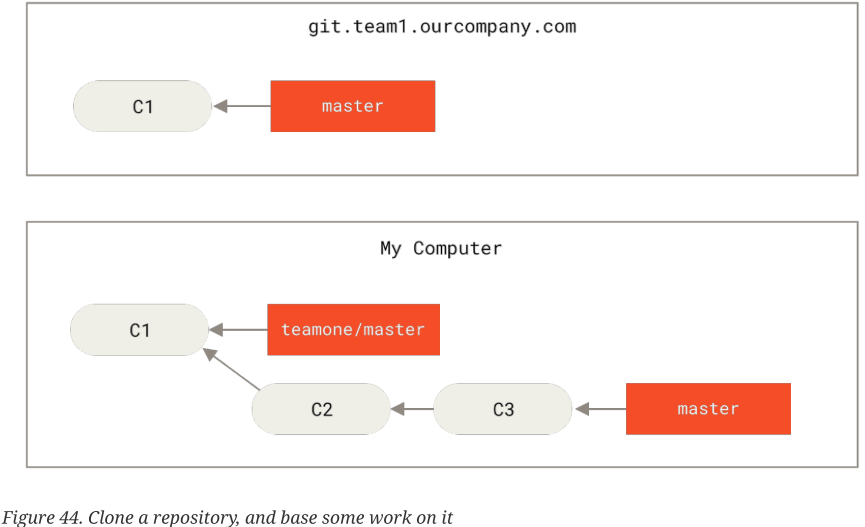 git.team1.ourcompany.com
C1
master
My Computer
C1
teamone/master
C2
C3
master
Figure 44. Clone a repository, and base some work on it